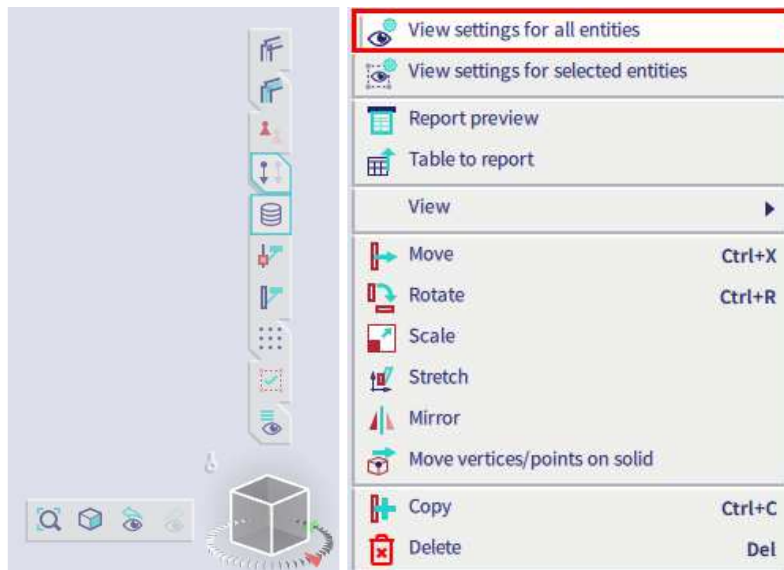 View settings for all entities
View settings for selected entities
Report preview
Table to report
View
Move Ctrl+X
Rotate Ctrl+R
Scale
Stretch
Mirror
Move vertices/points on solid
Copy Ctrl+C
Delete Del